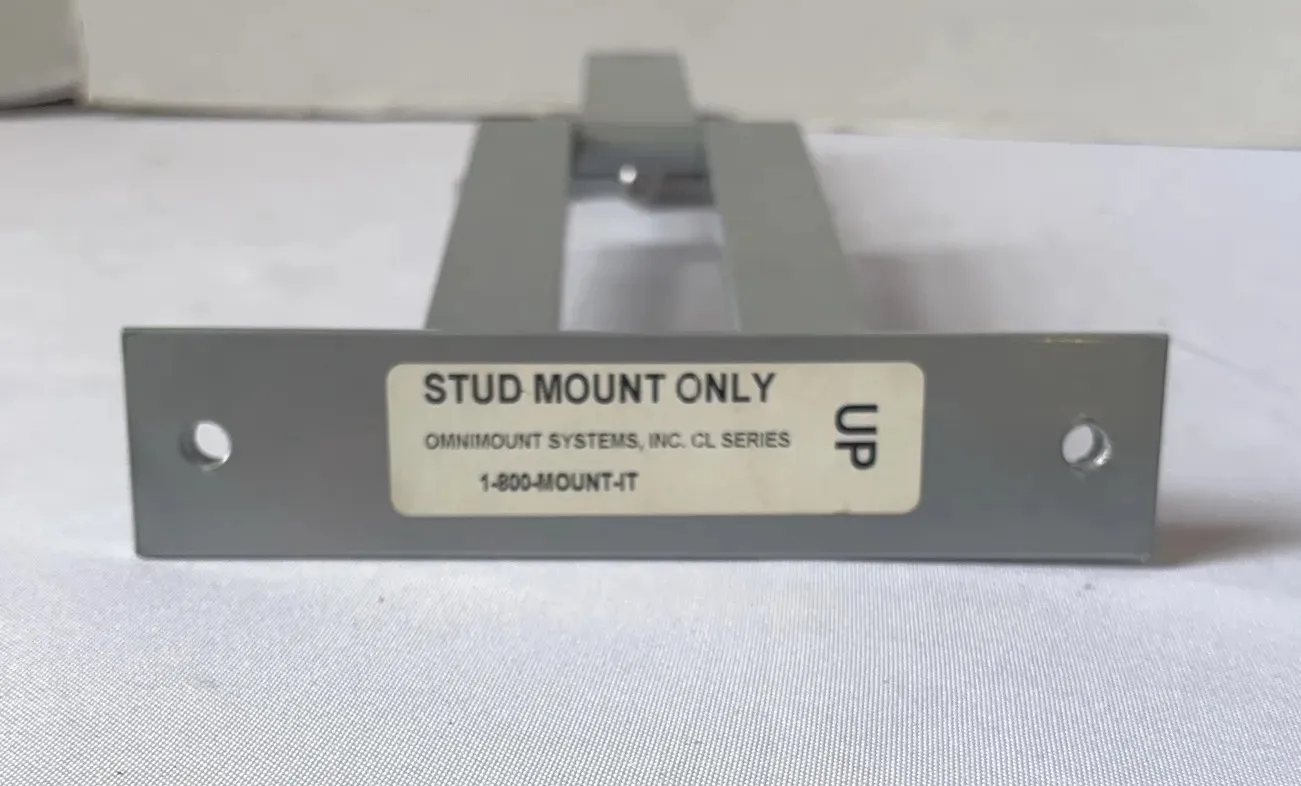 STUD MOUNT ONLY
OMNIMOUNT SYSTEMS, INC. CL SERIES
1-800-MOUNT-IT
UP